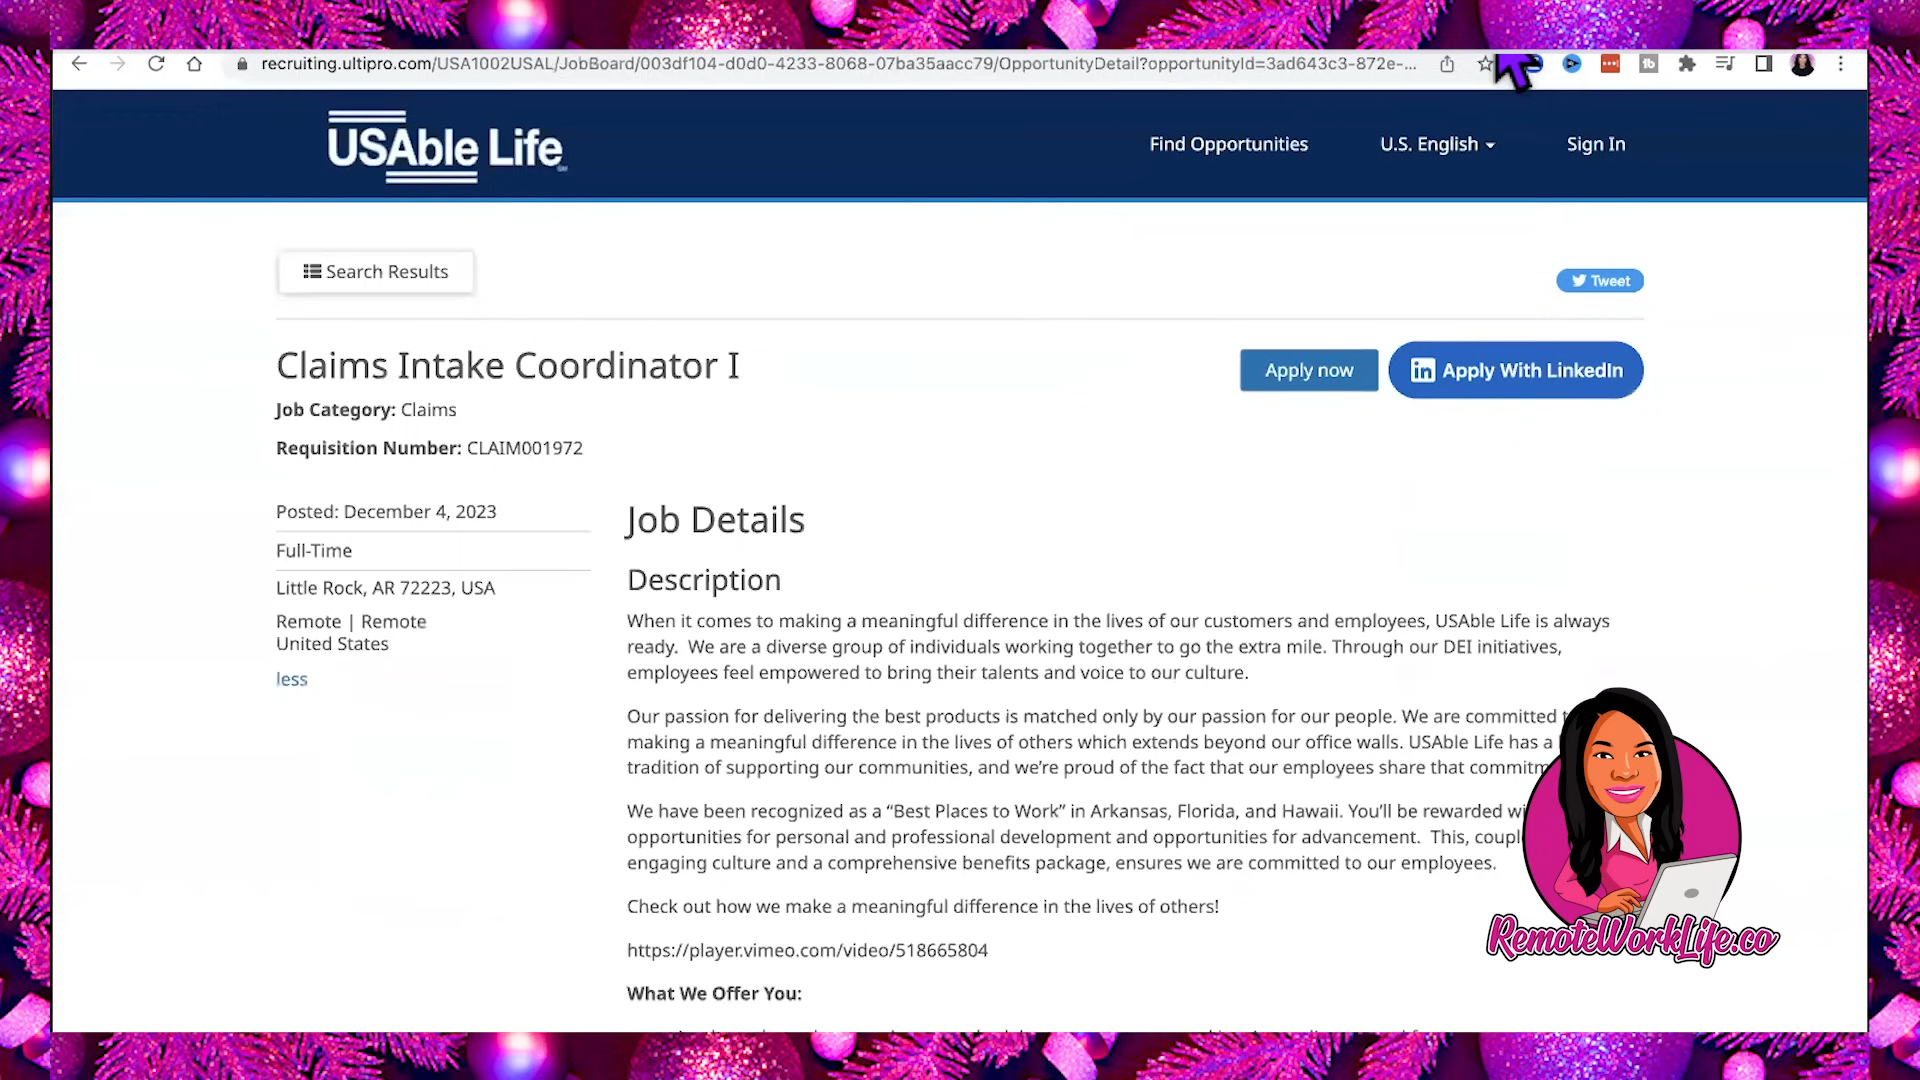 recruiting.ultipro.com/USA1002USAL/JobBoard/003df104-d0d0-4233-8068-07ba35aacc79/OpportunityDetail?opportunityId=3ad643c3-872e-...
USAble Life
Find Opportunities
U.S. English
Sign In
Search Results
Tweet
Claims Intake Coordinator I
Apply now
in Apply With LinkedIn
Job Category: Claims
Requisition Number: CLAIM001972
Posted: December 4, 2023
Full-Time
Little Rock, AR 72223, USA
Remote | Remote
United States
less
Job Details
Description
When it comes to making a meaningful difference in the lives of our customers and employees, USAble Life is always
ready. We are a diverse group of individuals working together to go the extra mile. Through our DEI initiatives,
employees feel empowered to bring their talents and voice to our culture.
Our passion for delivering the best products is matched only by our passion for our people. We are committed
making a meaningful difference in the lives of others which extends beyond our office walls. USAble Life has a
tradition of supporting our communities, and we're proud of the fact that our employees share that
We have been recognized as a “Best Places to Work” in Arkansas, Florida, and Hawaii. You'll be rewarded
opportunities for personal and professional development and opportunities for advancement. This,
engaging culture and a comprehensive benefits package, ensures we are committed to our employees.
Check out how we make a meaningful difference in the lives of others!
https://player.vimeo.com/video/518665804
What We Offer You:
RemoteWorkLife.co